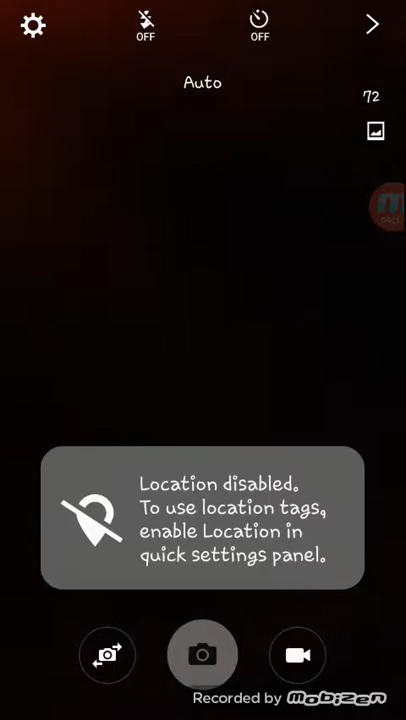 OFF
OFF
Auto
72
Location disabled.
To use location tags,
enable Location in
quick settings panel.
Recorded by mobizen